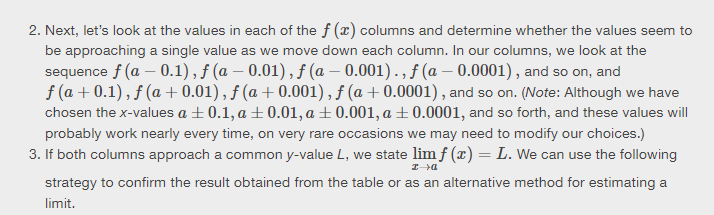 2. Next, let's look at the values in each of the f (x) columns and determine whether the values seem to
be approaching a single value as we move down each column. In our columns, we look at the
sequence f (a − 0.1) , f (a − 0.01) , f (a − 0.001) . , f (a − 0.0001) , and so on, and
f (a + 0.1) , f (a + 0.01) , f (a + 0.001) , f (a + 0.0001) , and so on. (Note: Although we have
chosen the x-values a ± 0.1, a ± 0.01, a ± 0.001, a ± 0.0001, and so forth, and these values will
probably work nearly every time, on very rare occasions we may need to modify our choices.)
3. If both columns approach a common y-value L, we state lim x→a f (x) = L. We can use the following
strategy to confirm the result obtained from the table or as an alternative method for estimating a
limit.